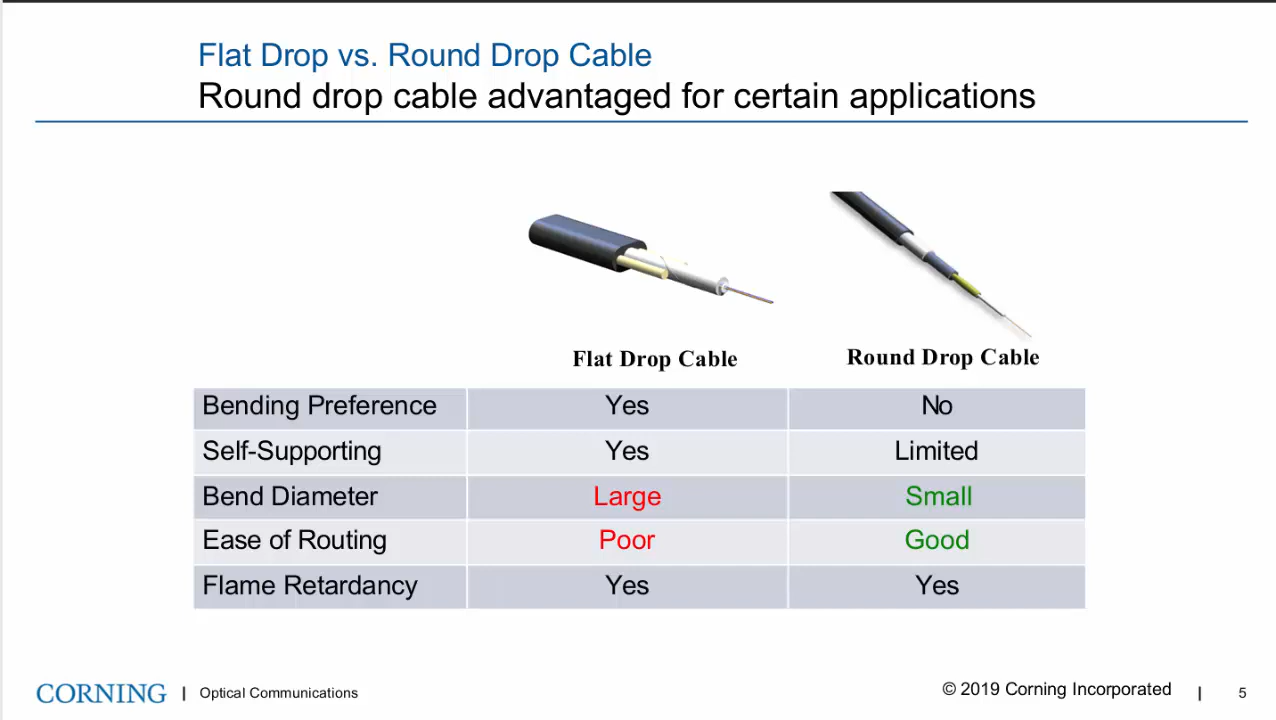 Flat Drop vs. Round Drop Cable
Round drop cable advantaged for certain applications
Flat Drop Cable
Round Drop Cable
Bending Preference Yes No
Self-Supporting Yes Limited
Bend Diameter Large Small
Ease of Routing Poor Good
Flame Retardancy Yes Yes
CORNING | Optical Communications © 2019 Corning Incorporated | 5